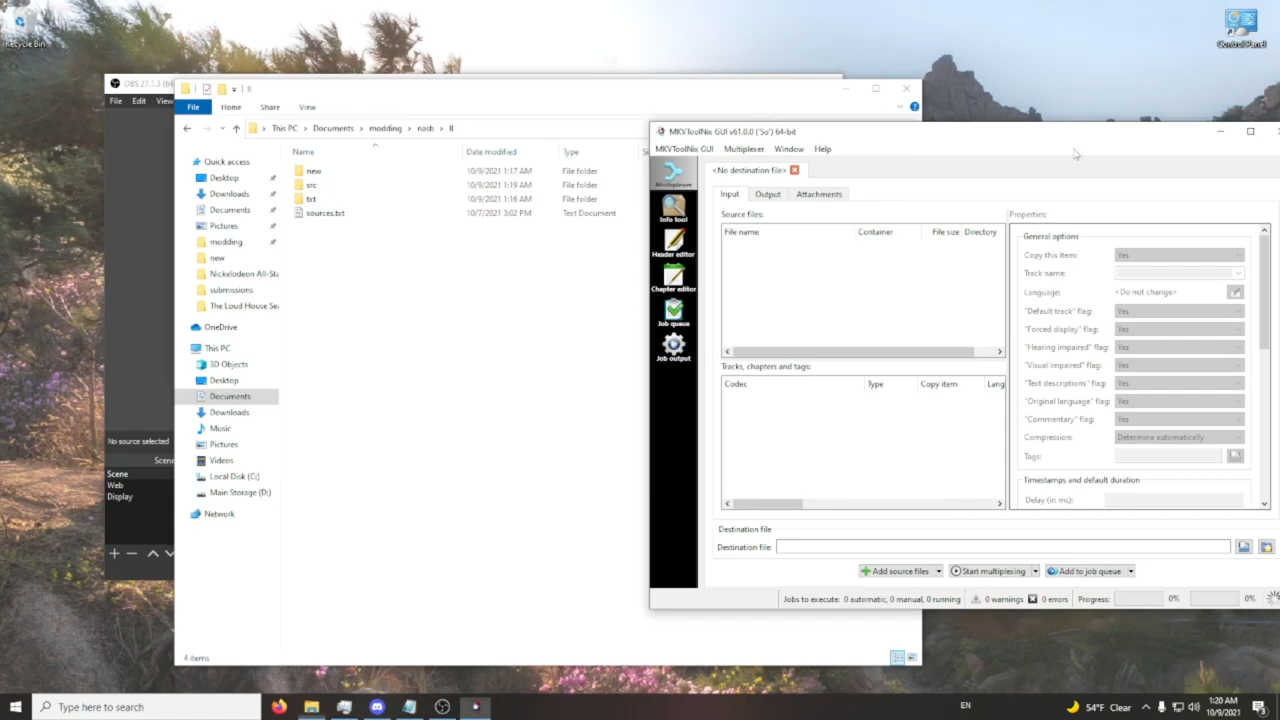 Recycle Bin
Control Panel
OBS 27.1.3 (64
File Edit View
No source selected
Scene
Scene
Web
Display
ll
File Home Share View
This PC > Documents > modding > nasb > ll
Quick access
Desktop
Downloads
Documents
Pictures
modding
new
Nickelodeon All-Sta
submissions
The Loud House Sea
OneDrive
This PC
3D Objects
Desktop
Documents
Downloads
Music
Pictures
Videos
Local Disk (C:)
Main Storage (D:)
Network
Name Date modified Type
new 10/9/2021 1:17 AM File folder
src 10/9/2021 1:19 AM File folder
txt 10/9/2021 1:16 AM File folder
sources.txt 10/7/2021 3:02 PM Text Document
4 items
MKVToolNix GUI v61.0.0 ('So') 64-bit
MKVToolNix GUI Multiplexer Window Help
Multiplexer
Info tool
Header editor
Chapter editor
Job queue
Job output
<No destination file>
Input Output Attachments
Source files:
File name Container File size Directory
Tracks, chapters and tags:
Codec Type Copy item Lang
Properties:
General options
Copy this item: Yes
Track name:
Language: <Do not change>
"Default track" flag: Yes
"Forced display" flag: Yes
"Hearing impaired" flag: Yes
"Visual impaired" flag: Yes
"Text descriptions" flag: Yes
"Original language" flag: Yes
"Commentary" flag: Yes
Compression: Determine automatically
Tags:
Timestamps and default duration
Delay (in ms):
Destination file
Destination file:
Add source files Start multiplexing Add to job queue
Jobs to execute: 0 automatic, 0 manual, 0 running 0 warnings 0 errors Progress: 0% 0%
Type here to search
EN
54°F Clear
1:20 AM
10/9/2021
3